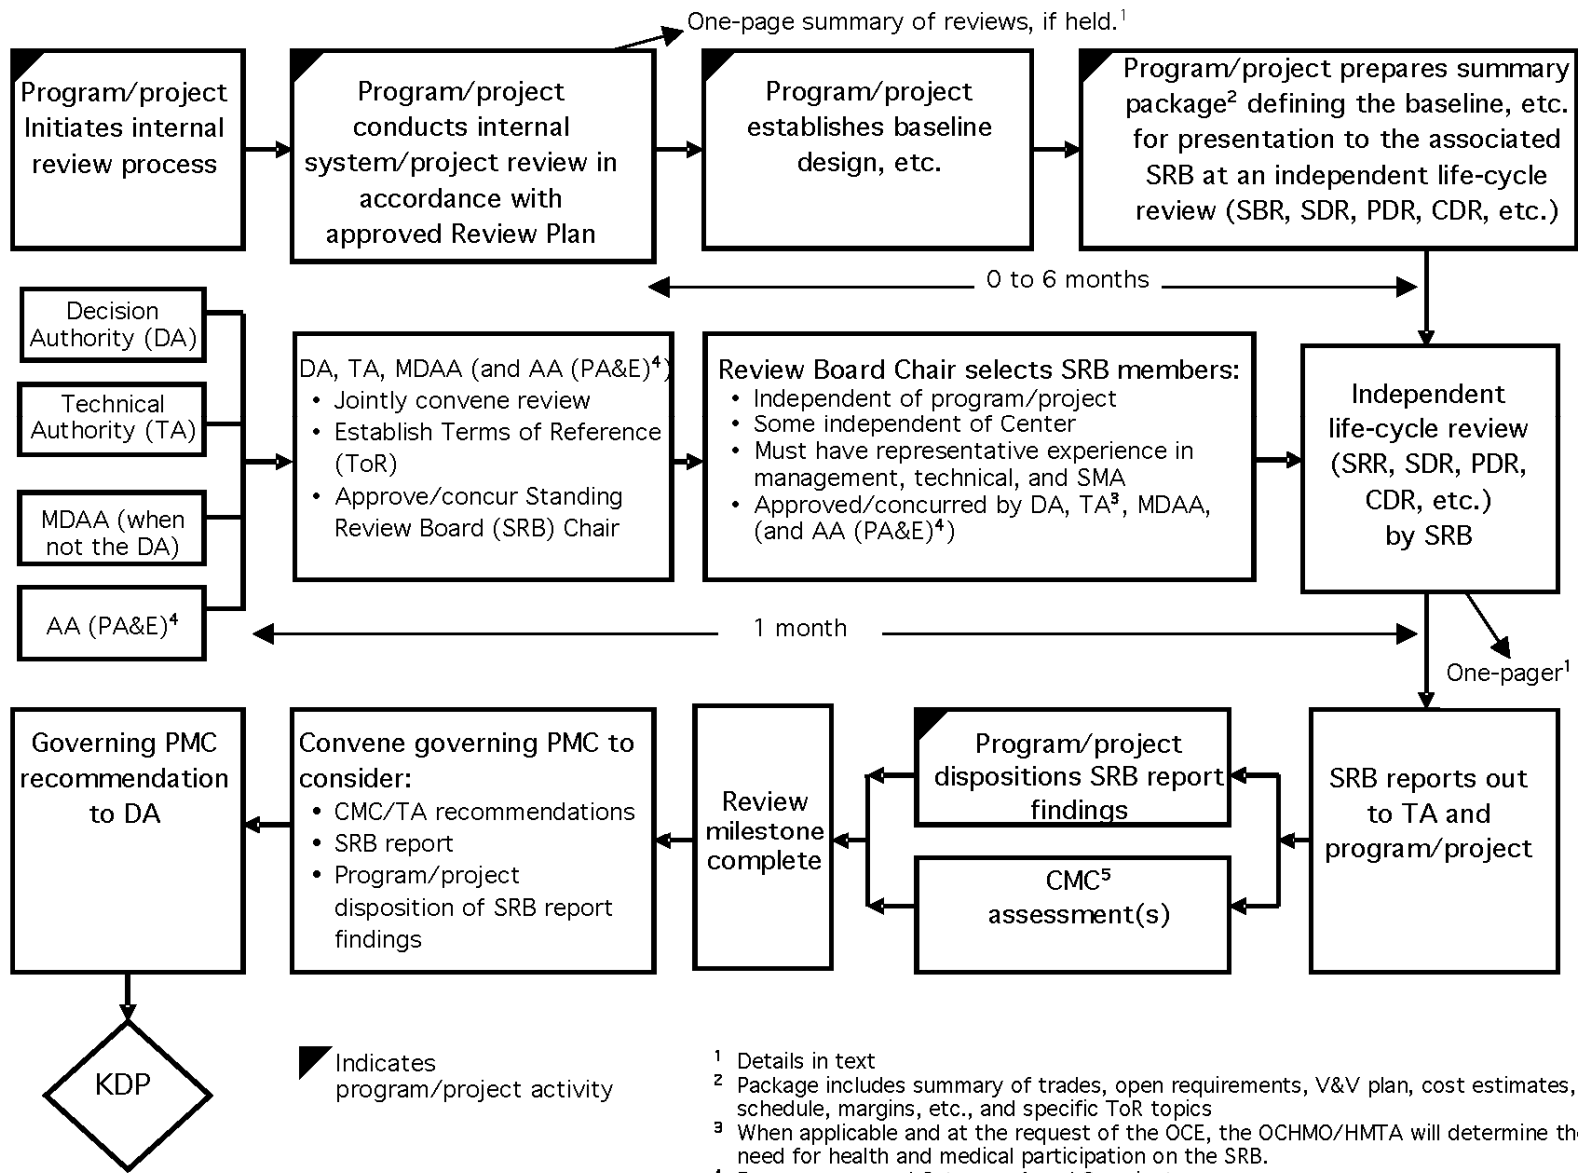 One-page summary of reviews, if held.¹
Program/project
Initiates internal
review process
Program/project
conducts internal
system/project review in
accordance with
approved Review Plan
Program/project
establishes baseline
design, etc.
Program/project prepares summary
package² defining the baseline, etc.
for presentation to the associated
SRB at an independent life-cycle
review (SBR, SDR, PDR, CDR, etc.)
0 to 6 months
Decision
Authority (DA)
Technical
Authority (TA)
MDAA (when
not the DA)
AA (PA&E)⁴
DA, TA, MDAA (and AA (PA&E)⁴)
• Jointly convene review
• Establish Terms of Reference
(ToR)
• Approve/concur Standing
Review Board (SRB) Chair
Review Board Chair selects SRB members:
• Independent of program/project
• Some independent of Center
• Must have representative experience in
management, technical, and SMA
• Approved/concurred by DA, TA³, MDAA,
(and AA (PA&E)⁴)
Independent
life-cycle review
(SRR, SDR, PDR,
CDR, etc.)
by SRB
1 month
One-pager¹
Governing PMC
recommendation
to DA
Convene governing PMC to
consider:
• CMC/TA recommendations
• SRB report
• Program/project
disposition of SRB report
findings
Review
milestone
complete
Program/project
dispositions SRB report
findings
CMC⁵
assessment(s)
SRB reports out
to TA and
program/project
KDP
Indicates
program/project activity
¹ Details in text
² Package includes summary of trades, open requirements, V&V plan, cost estimates,
schedule, margins, etc., and specific ToR topics
³ When applicable and at the request of the OCE, the OCHMO/HMTA will determine the
need for health and medical participation on the SRB.